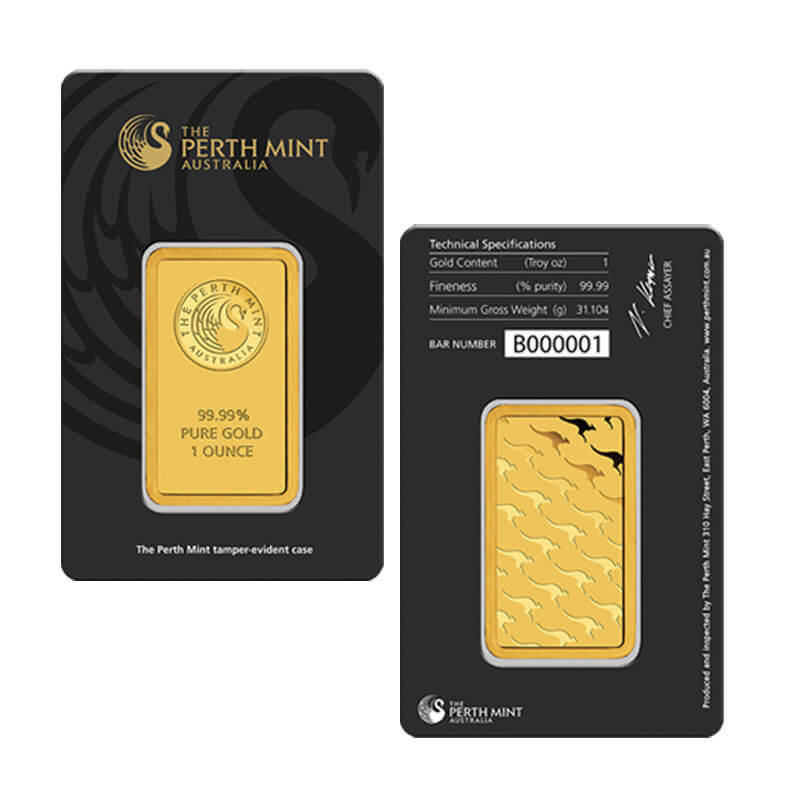 THE
PERTH MINT
AUSTRALIA
THE PERTH MINT
AUSTRALIA
99.99%
PURE GOLD
1 OUNCE
The Perth Mint tamper-evident case
Technical Specifications
Gold Content (Troy oz) 1
Fineness (% purity) 99.99
Minimum Gross Weight (g) 31.104
BAR NUMBER B000001
CHIEF ASSAYER
Produced and inspected by The Perth Mint 310 Hay Street, East Perth, WA 6004, Australia. www.perthmint.com.au
THE
PERTH MINT
AUSTRALIA